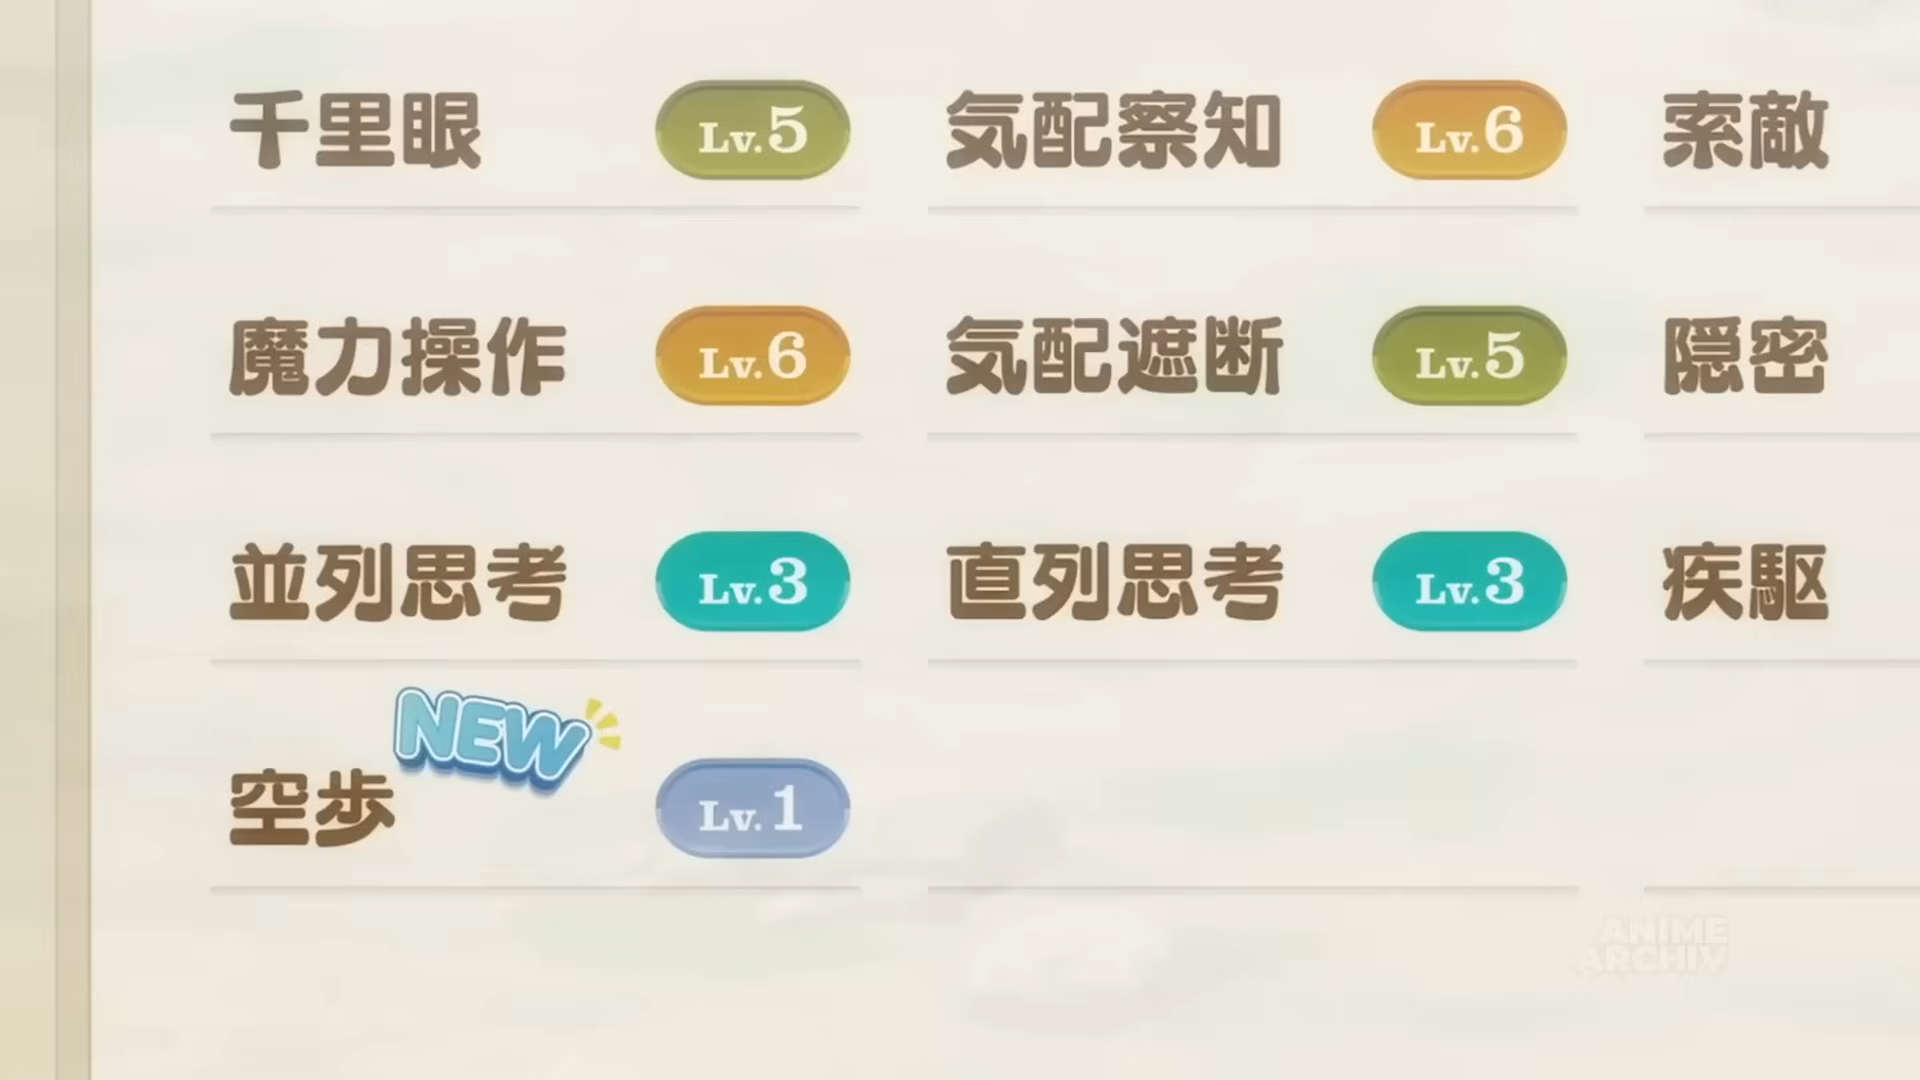 千里眼 Lv.5 気配察知 Lv.6 索敵
魔力操作 Lv.6 気配遮断 Lv.5 隠密
並列思考 Lv.3 直列思考 Lv.3 疾駆
NEW
空歩 Lv.1
ANIME
ARCHIV